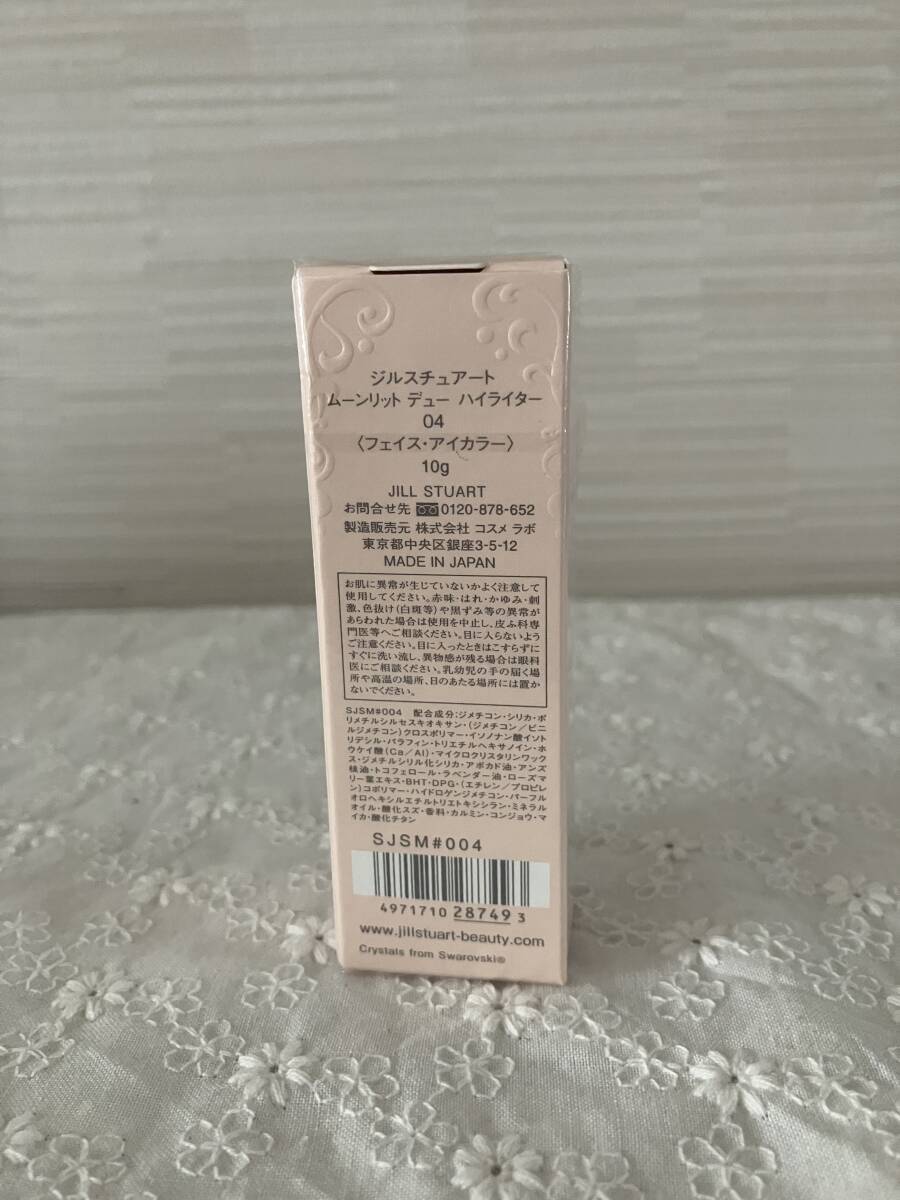 ジルスチュアート
ムーンリット デュー ハイライター
04
〈フェイス・アイカラー〉
10g
JILL STUART
お問合せ先 0120-878-652
製造販売元 株式会社 コスメ ラボ
東京都中央区銀座3-5-12
MADE IN JAPAN
お肌に異常が生じていないかよく注意して
使用してください。赤味・はれ・かゆみ・刺
激、色抜け(白斑等)や黒ずみ等の異常が
あらわれた場合は使用を中止し、皮ふ科専
門医等へご相談ください。目に入らないよう
ご注意ください。目に入ったときはこすらずに
すぐに洗い流し、異物感が残る場合は眼科
医にご相談ください。乳幼児の手の届く場
所や高温の場所、日のあたる場所には置か
ないでください。
SJSM#004 配合成分:ジメチコン・シリカ・ポ
リメチルシルセスキオキサン・(ジメチコン/ビニ
ルジメチコン)クロスポリマー・イソノナン酸イソト
リデシル・パラフィン・トリエチルヘキサノイン・ホ
ウケイ酸(Ca/Al)・マイクロクリスタリンワック
ス・ジメチルシリル化シリカ・アボカド油・アンズ
核油・トコフェロール・ラベンダー油・ローズマ
リー葉エキス・BHT・DPG・(エチレン/プロピレ
ン)コポリマー・ハイドロゲンジメチコン・パーフル
オロヘキシルエチルトリエトキシシラン・ミネラル
オイル・酸化スズ・香料・カルミン・コンジョウ・マ
イカ・酸化チタン
SJSM#004
4971710 28749 3
www.jillstuart-beauty.com
Crystals from Swarovski®